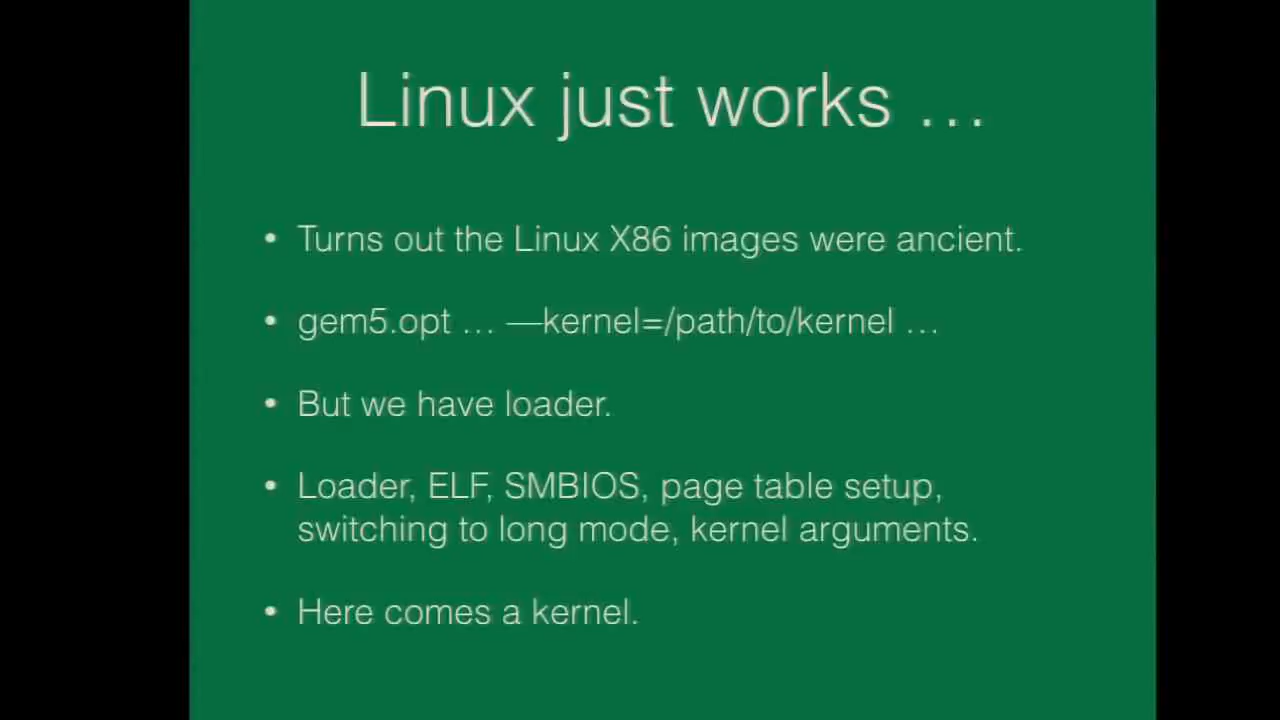 Linux just works …
• Turns out the Linux X86 images were ancient.
• gem5.opt … —kernel=/path/to/kernel …
• But we have loader.
• Loader, ELF, SMBIOS, page table setup,
switching to long mode, kernel arguments.
• Here comes a kernel.